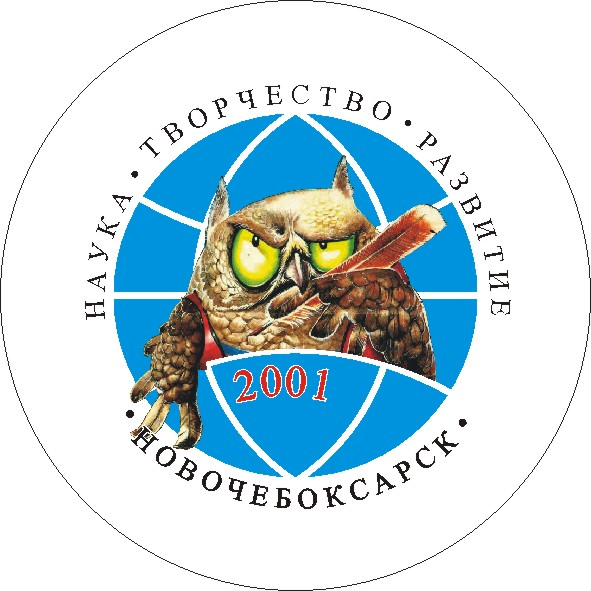 НАУКА • ТВОРЧЕСТВО • РАЗВИТИЕ
2001
• НОВОЧЕБОКСАРСК •